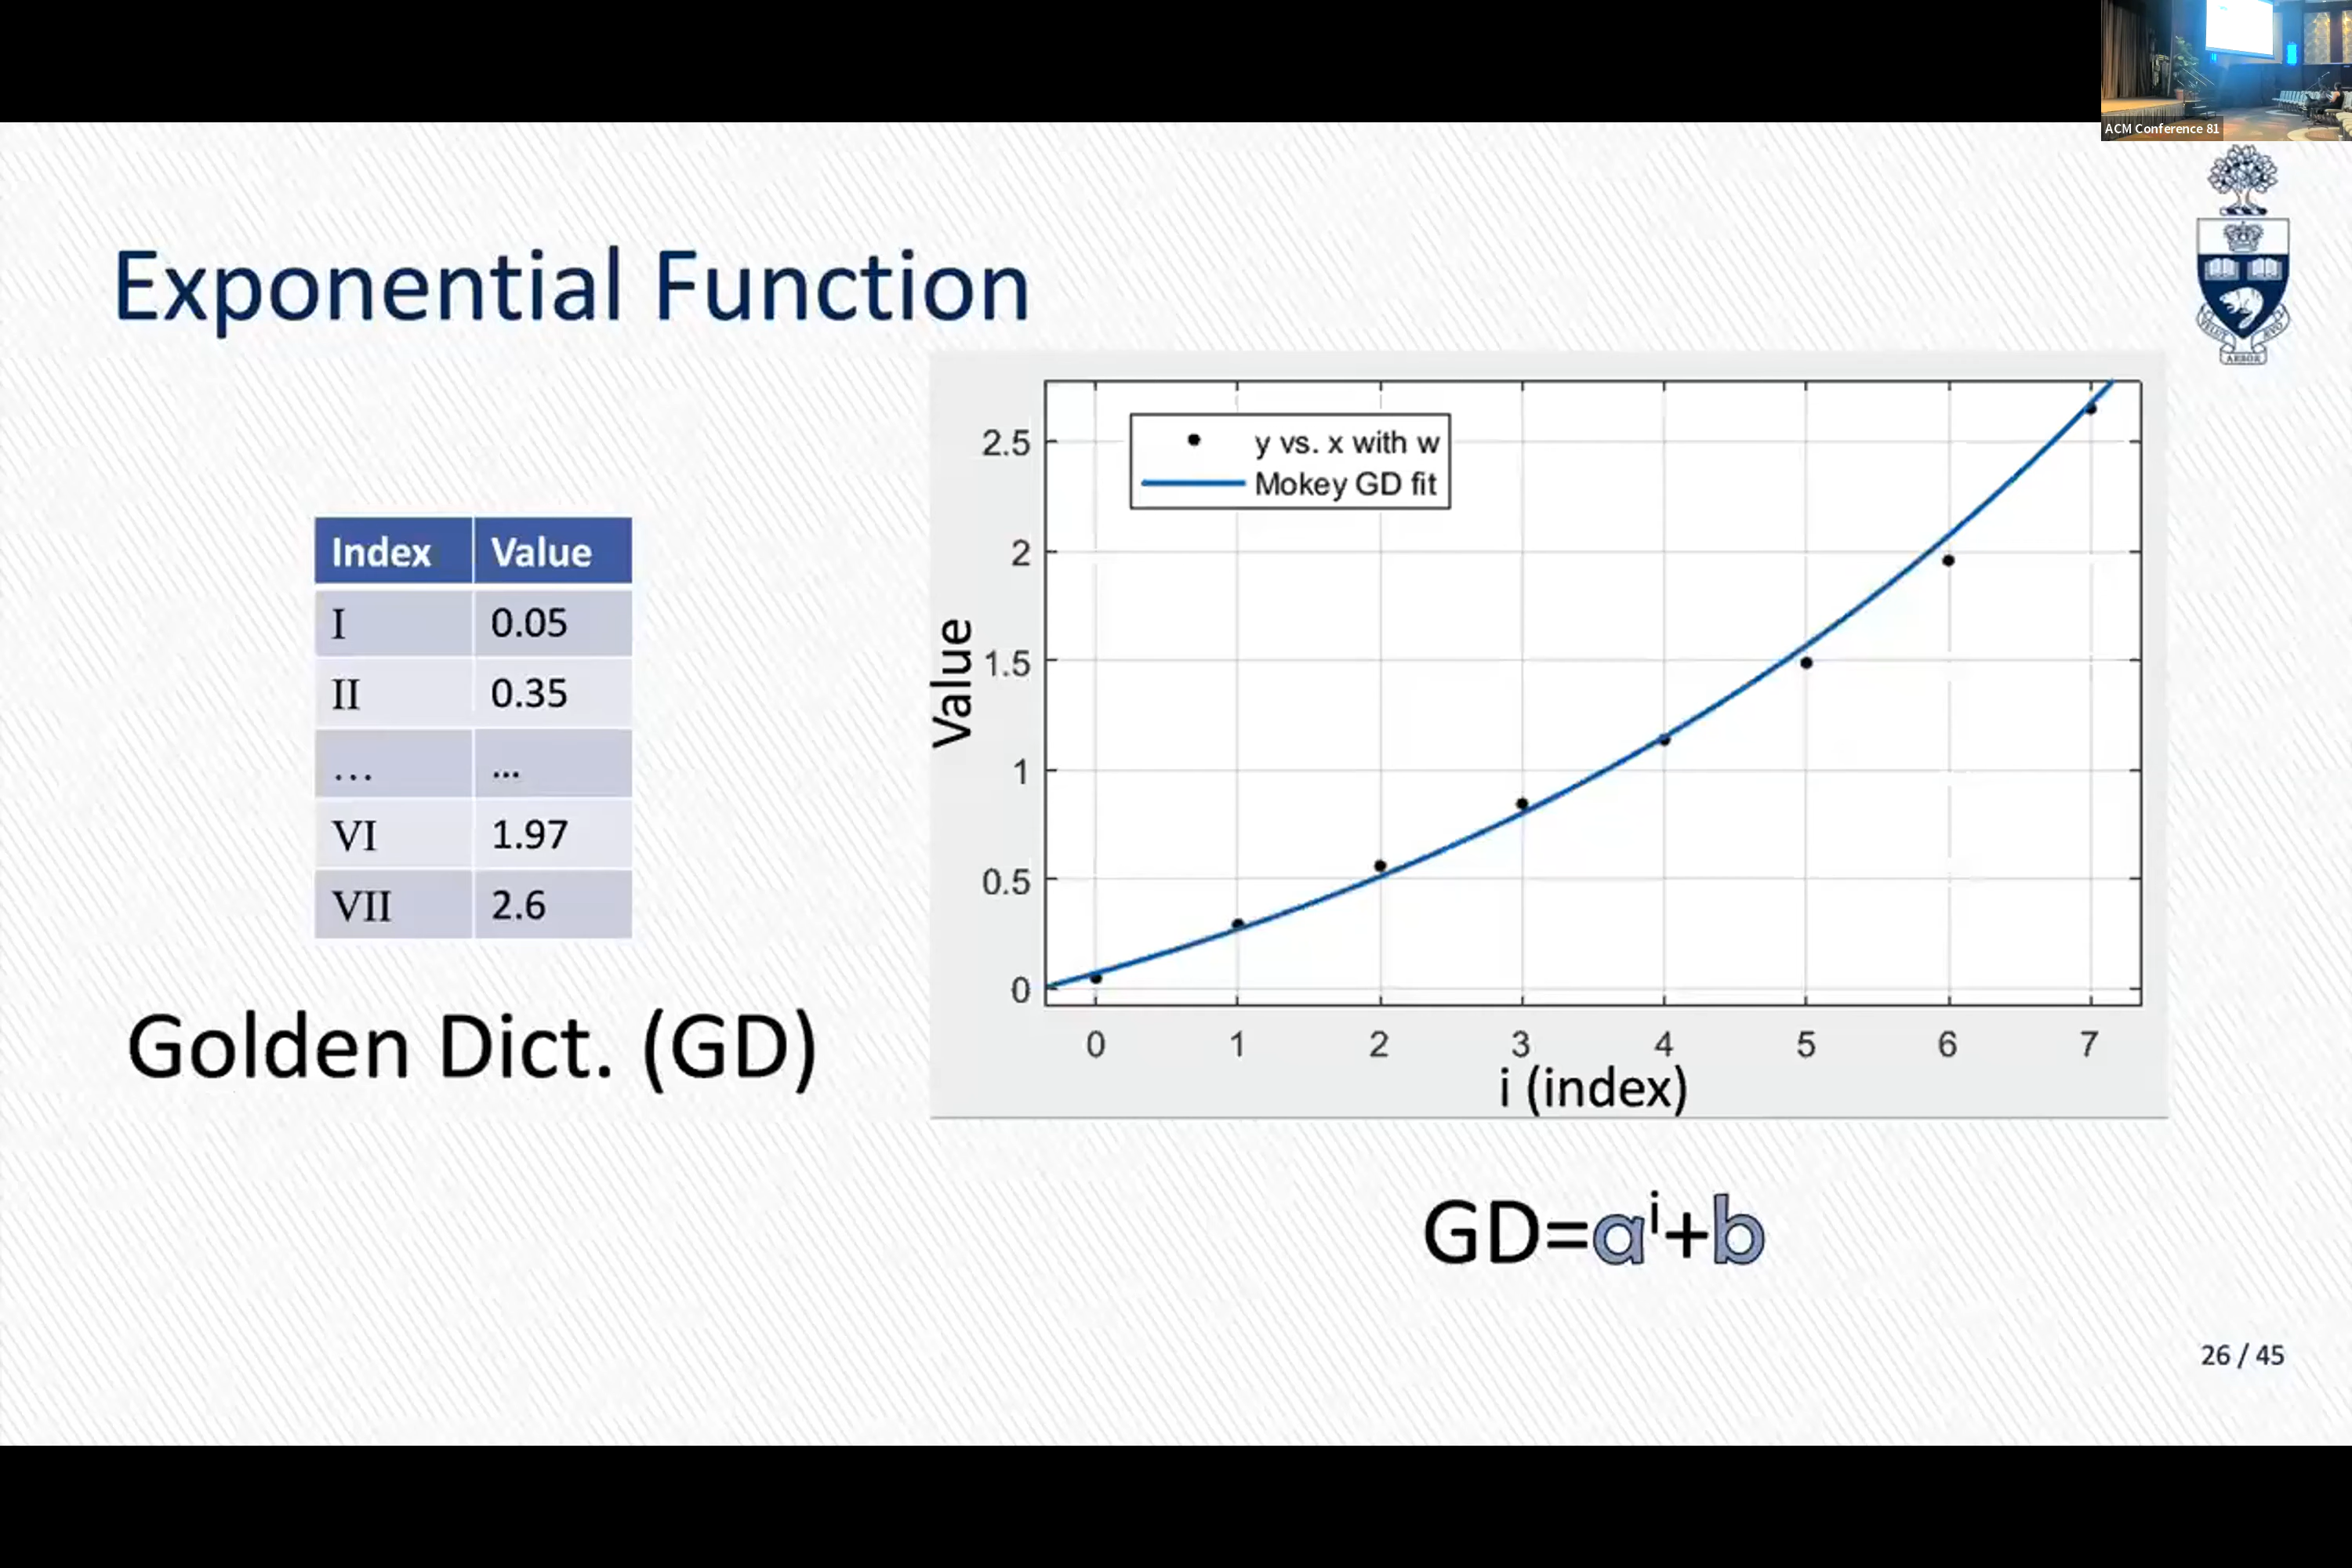 ACM Conference 81
Exponential Function
Index Value
I 0.05
II 0.35
... ...
VI 1.97
VII 2.6
Golden Dict. (GD)
y vs. x with w
Mokey GD fit
Value
2.5
2
1.5
1
0.5
0
0 1 2 3 4 5 6 7
i (index)
GD=aⁱ+b
26 / 45
ARBOR